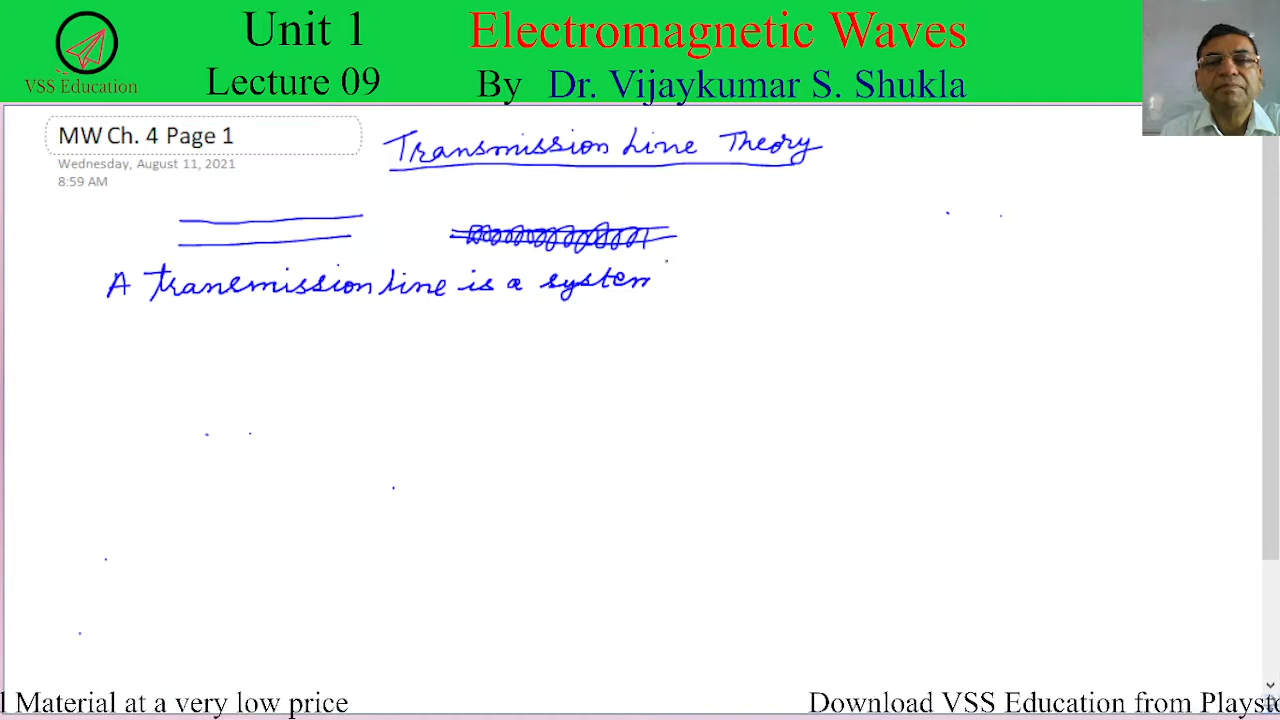 Unit 1
Electromagnetic Waves
VSS Education
Lecture 09
By Dr. Vijaykumar S. Shukla
MW Ch. 4 Page 1
Transmission Line Theory
Wednesday, August 11, 2021
8:59 AM
A transmission line is a system
l Material at a very low price
Download VSS Education from Playsto